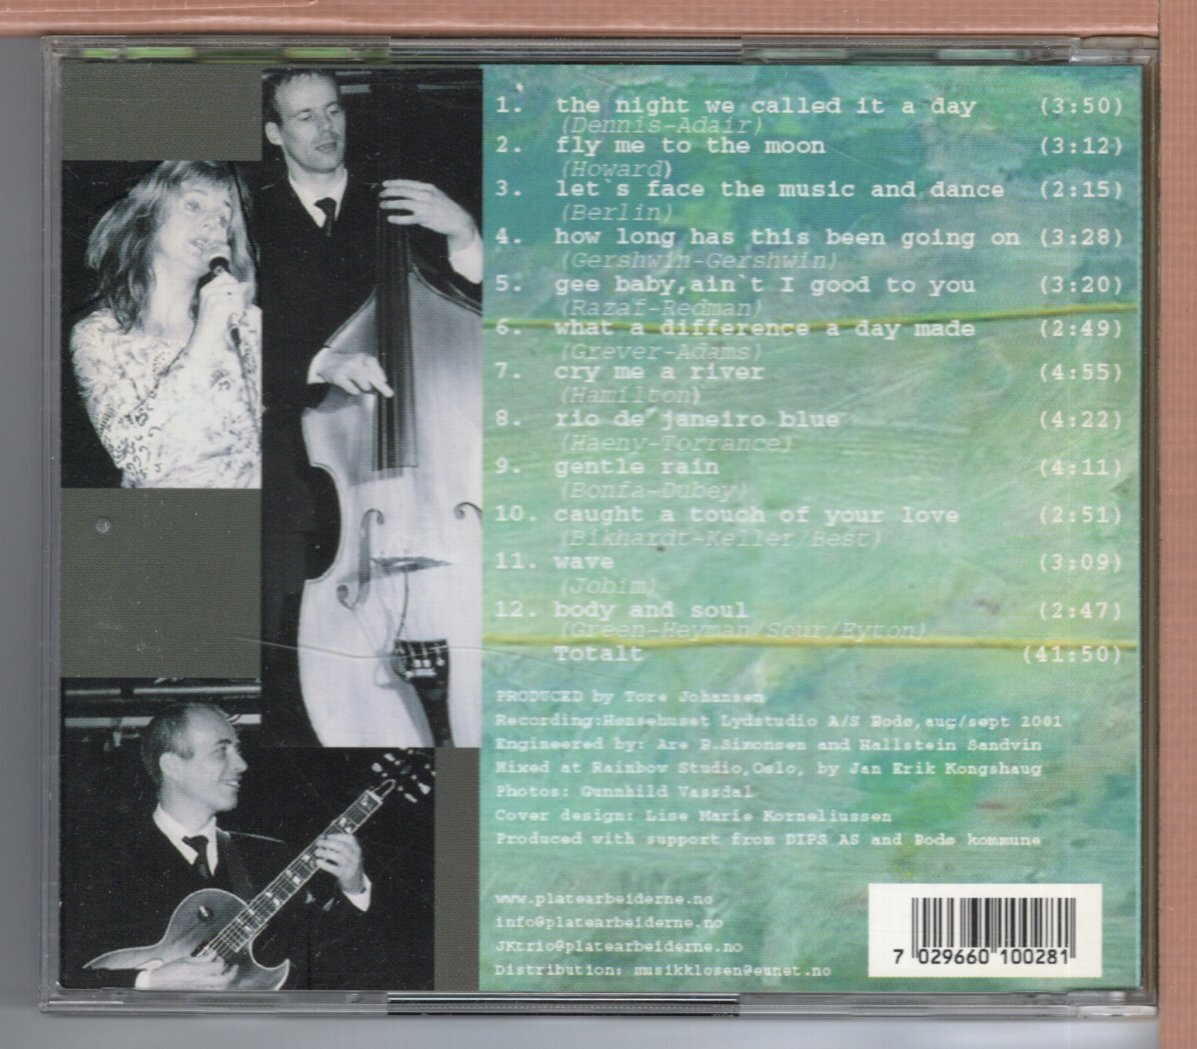 1. the night we called it a day (3:50)
(Dennis-Adair)
2. fly me to the moon (3:12)
(Howard)
3. let`s face the music and dance (2:15)
(Berlin)
4. how long has this been going on (3:28)
(Gershwin-Gershwin)
5. gee baby,ain`t I good to you (3:20)
(Razaf-Redman)
6. what a difference a day made (2:49)
(Grever-Adams)
7. cry me a river (4:55)
(Hamilton)
8. rio de´janeiro blue (4:22)
(Haeny-Torrance)
9. gentle rain (4:11)
(Bonfa-Dubey)
10. caught a touch of your love (2:51)
(Bikhardt-Keller/Best)
11. wave (3:09)
(Jobim)
12. body and soul (2:47)
(Green-Heyman/Sour/Eyton)
Totalt (41:50)
PRODUCED by Tore Johansen
Recording:Hønsehuset Lydstudio A/S Bodø,aug/sept 2001
Engineered by: Are B.Simonsen and Hallstein Sandvin
Mixed at Rainbow Studio,Oslo, by Jan Erik Kongshaug
Photos: Gunnhild Vassdal
Cover design: Lise Marie Korneliussen
Produced with support from DIPS AS and Bodø kommune
www.platearbeiderne.no
info@platearbeiderne.no
JKtrio@platearbeiderne.no
Distribution: musikklosen@eunet.no
7 029660 100281